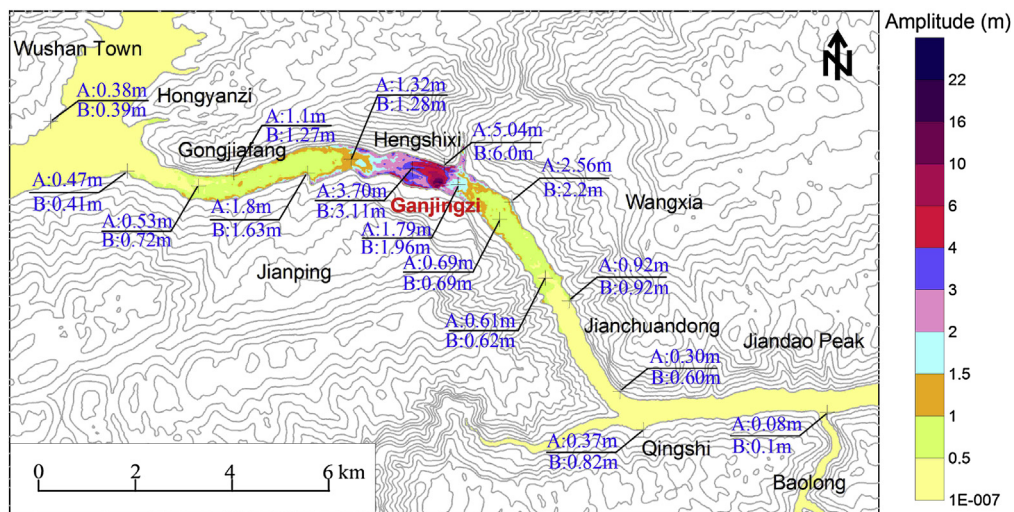 Amplitude (m)
Wushan Town
N
A:0.38m
B:0.39m
Hongyanzi
A:1.32m
B:1.28m
A:1.1m
B:1.27m
Hengshixi
A:5.04m
B:6.0m
Gongjiafang
A:2.56m
B:2.2m
A:0.47m
B:0.41m
A:3.70m
B:3.11m
Ganjingzi
Wangxia
A:0.53m
B:0.72m
A:1.8m
B:1.63m
A:1.79m
B:1.96m
Jianping
A:0.69m
B:0.69m
A:0.92m
B:0.92m
A:0.61m
B:0.62m
Jianchuandong
Jiandao Peak
A:0.30m
B:0.60m
A:0.37m
B:0.82m
Qingshi
A:0.08m
B:0.1m
Baolong
0 2 4 6 km
22
16
10
6
4
3
2
1.5
1
0.5
1E-007